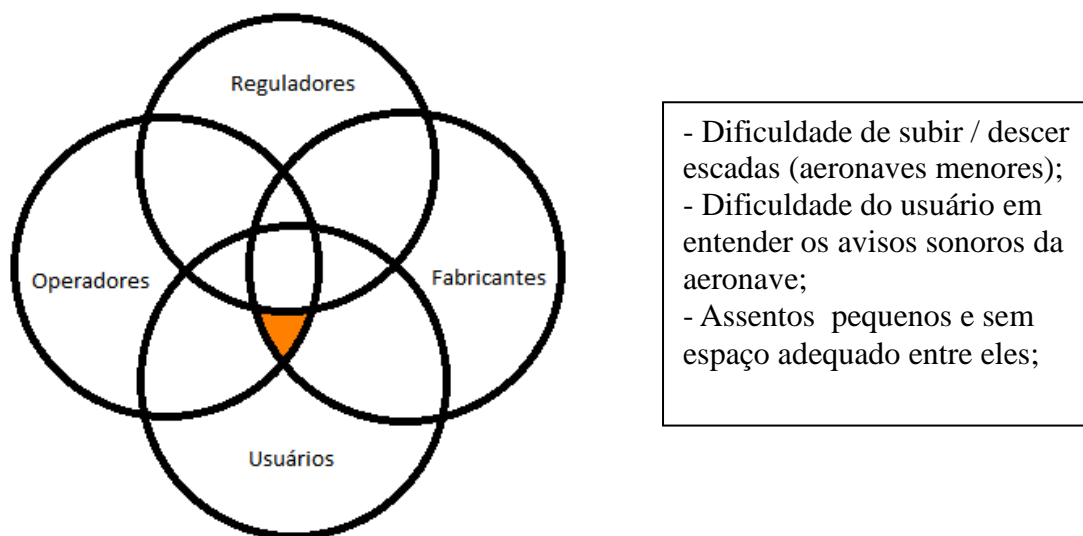 Reguladores
Operadores
Fabricantes
Usuários
- Dificuldade de subir / descer
escadas (aeronaves menores);
- Dificuldade do usuário em
entender os avisos sonoros da
aeronave;
- Assentos pequenos e sem
espaço adequado entre eles;